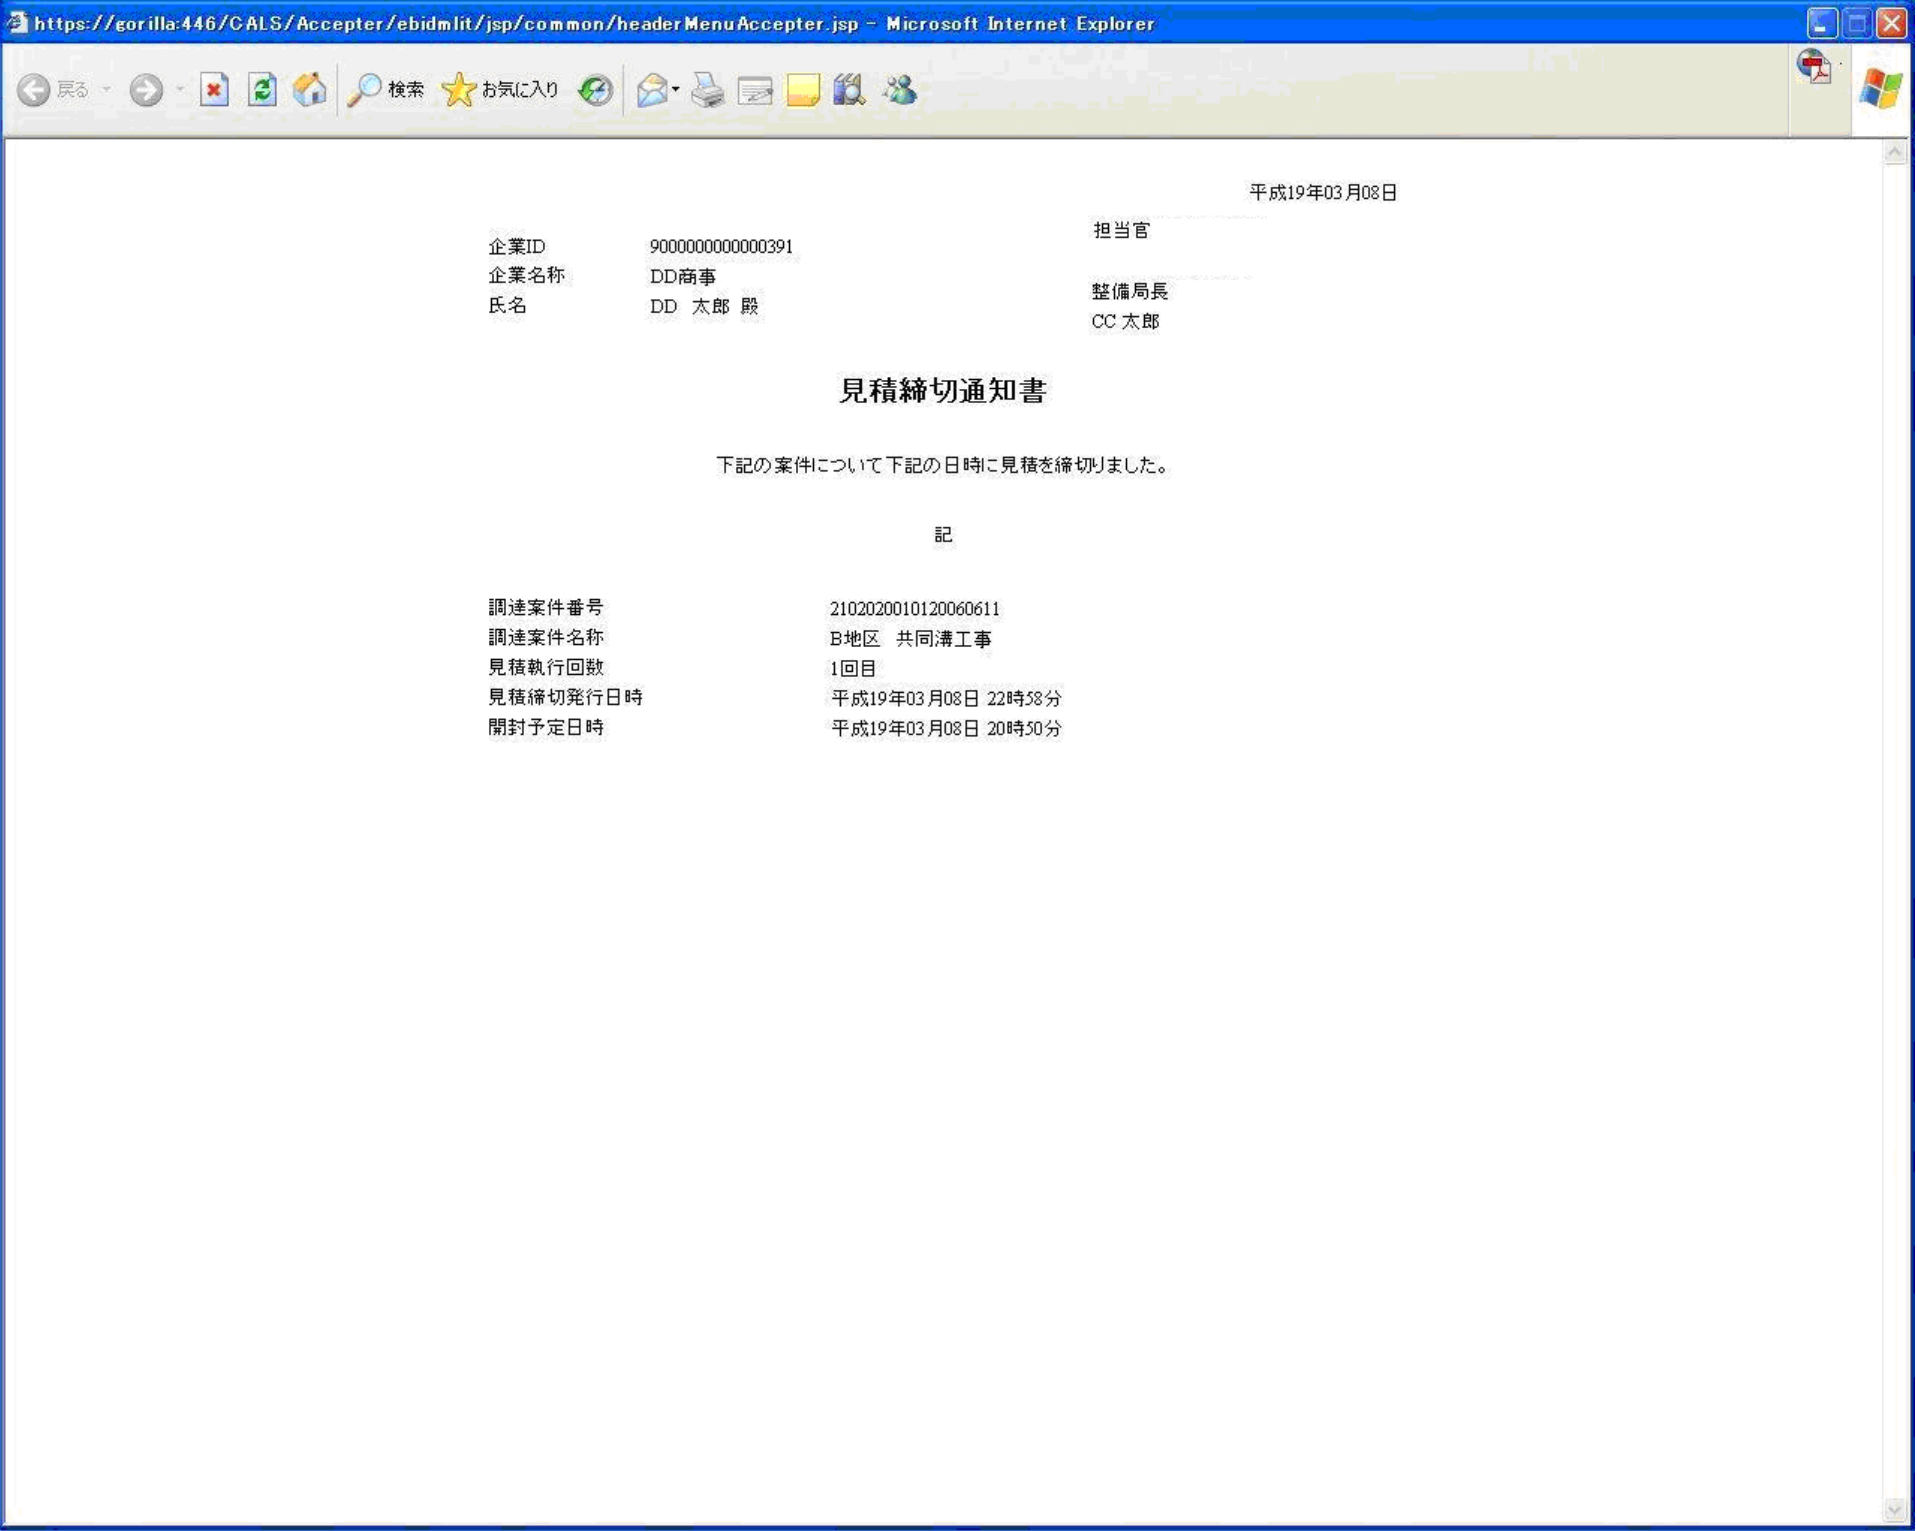 https://gorilla:446/CALS/Accepter/ebidmlit/jsp/common/headerMenuAccepter.jsp - Microsoft Internet Explorer
戻る 検索 お気に入り
平成19年03月08日
担当官
企業ID 9000000000000391
企業名称 DD商事
整備局長
氏名 DD 太郎 殿
CC 太郎
見積締切通知書
下記の案件について下記の日時に見積を締切りました。
記
調達案件番号 2102020010120060611
調達案件名称 B地区 共同溝工事
見積執行回数 1回目
見積締切発行日時 平成19年03月08日 22時58分
開封予定日時 平成19年03月08日 20時50分